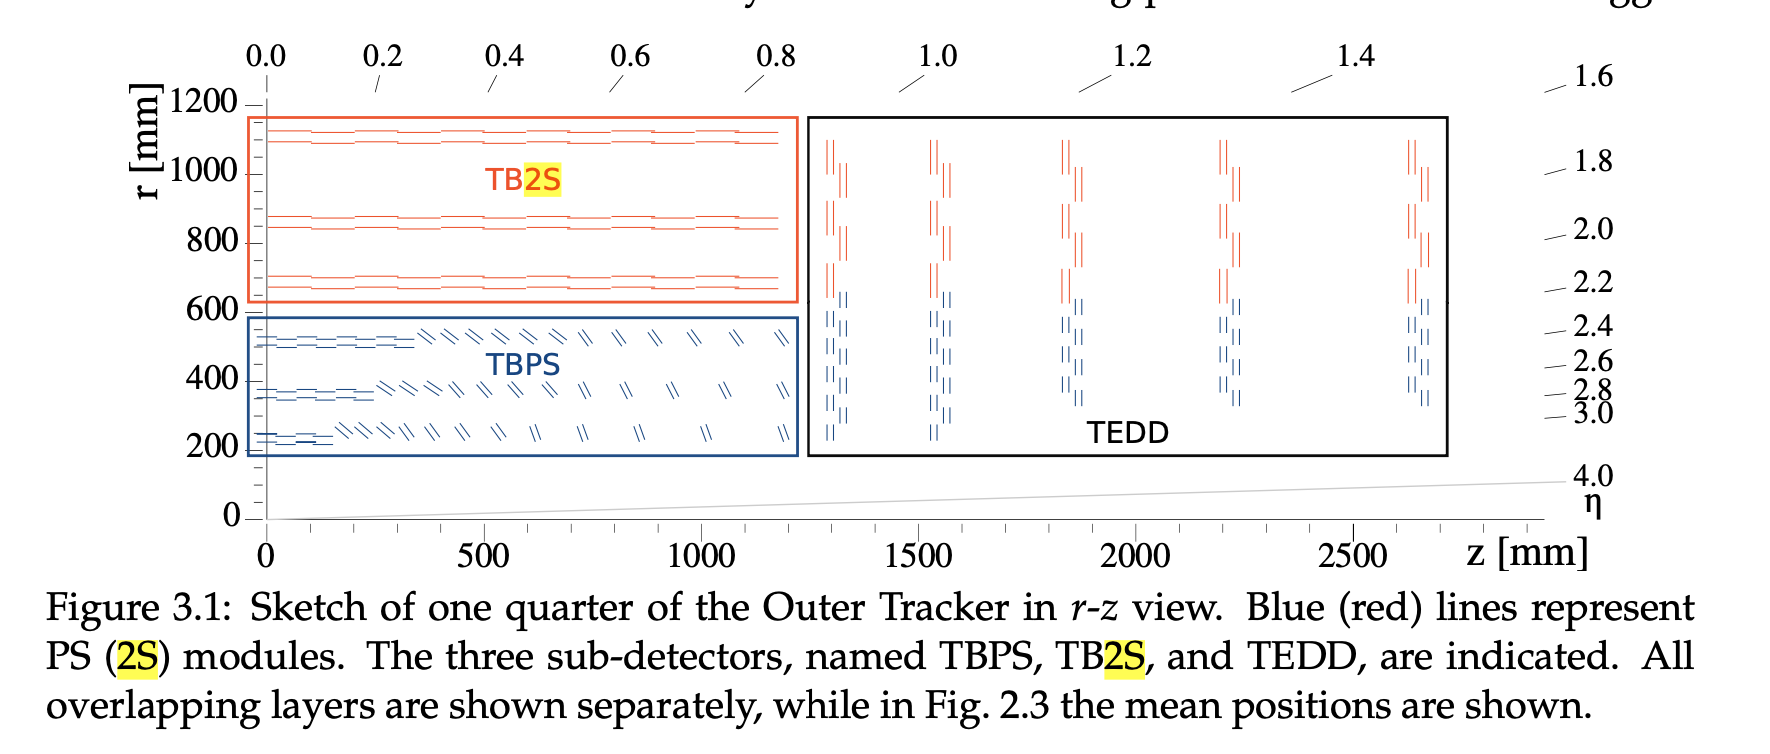 0.0 0.2 0.4 0.6 0.8 1.0 1.2 1.4 1.6
r [mm]
1200
1000
800
600
400
200
0
TB2S
TBPS
TEDD
1.8
2.0
2.2
2.4
2.6
2.8
3.0
4.0
η
0 500 1000 1500 2000 2500 z [mm]
Figure 3.1: Sketch of one quarter of the Outer Tracker in r-z view. Blue (red) lines represent
PS (2S) modules. The three sub-detectors, named TBPS, TB2S, and TEDD, are indicated. All
overlapping layers are shown separately, while in Fig. 2.3 the mean positions are shown.